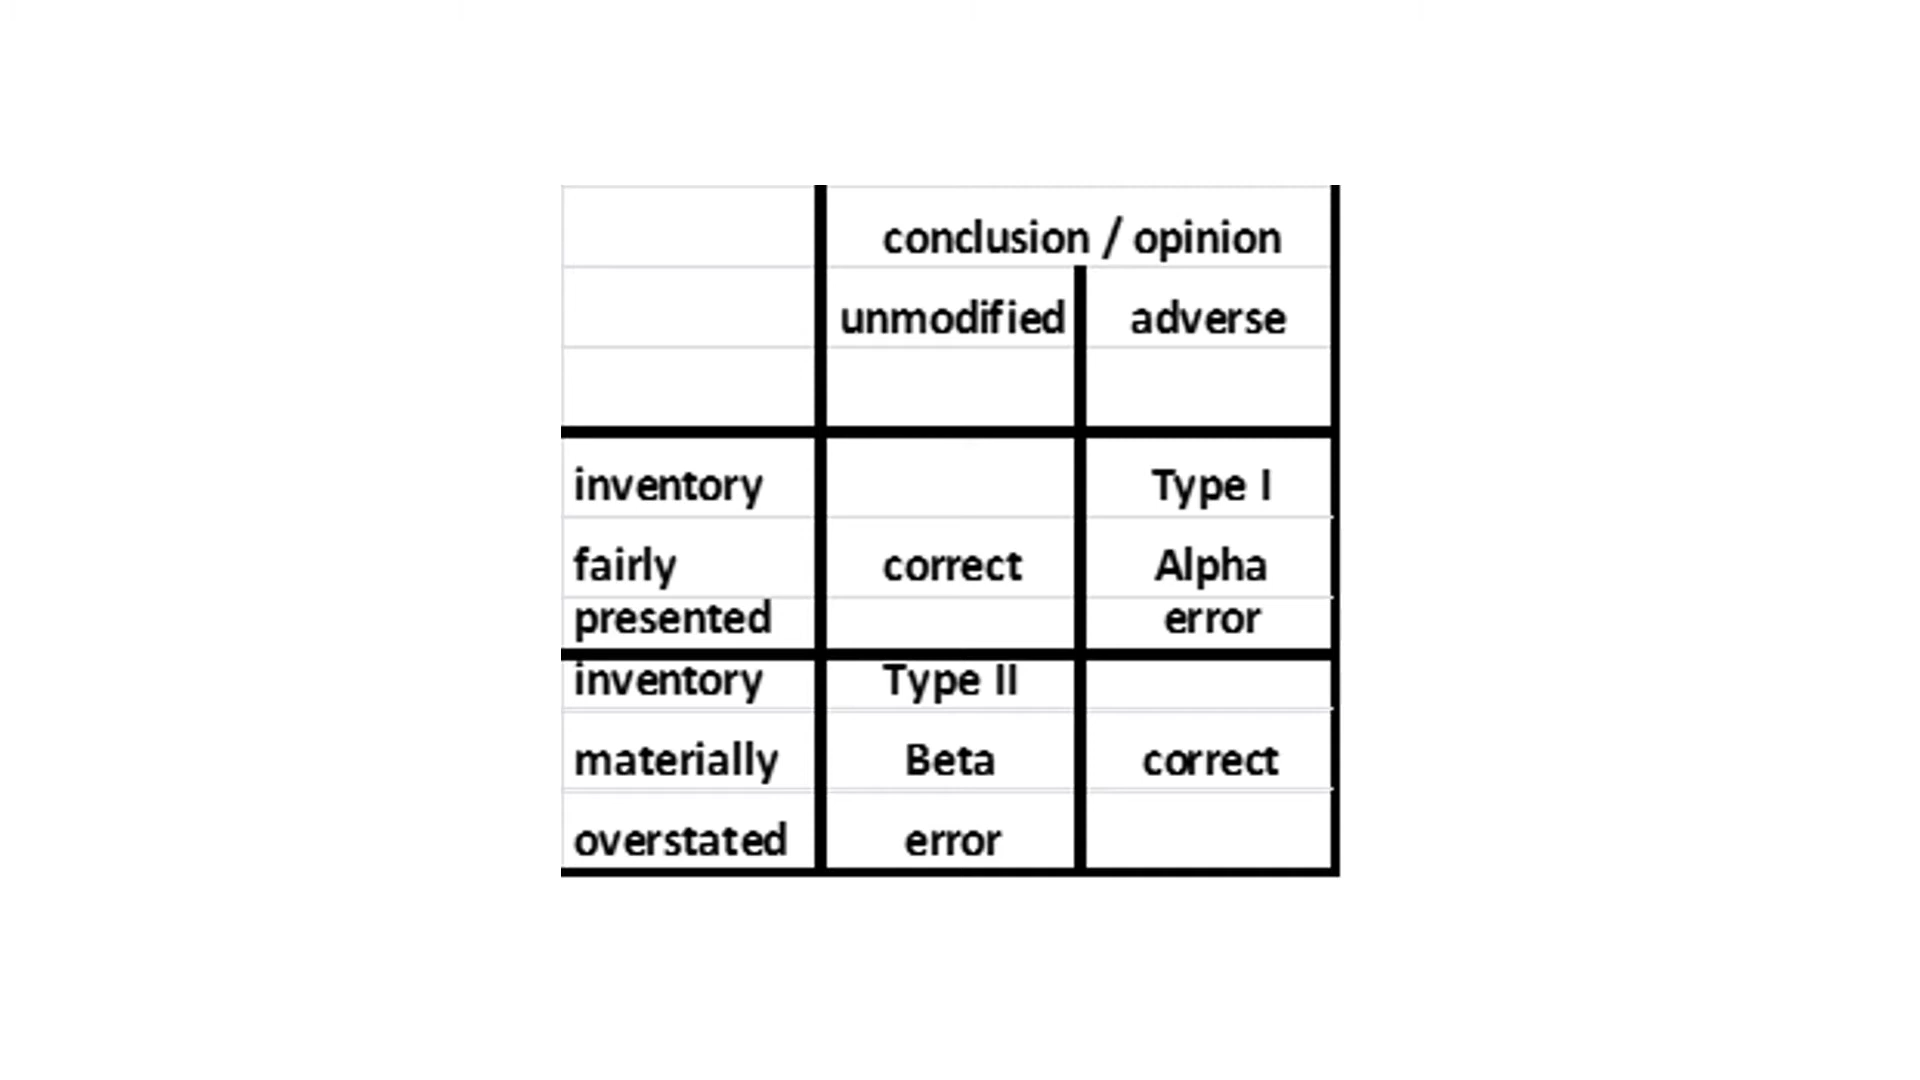 conclusion / opinion
unmodified adverse
inventory Type I
fairly correct Alpha
presented error
inventory Type II
materially Beta correct
overstated error